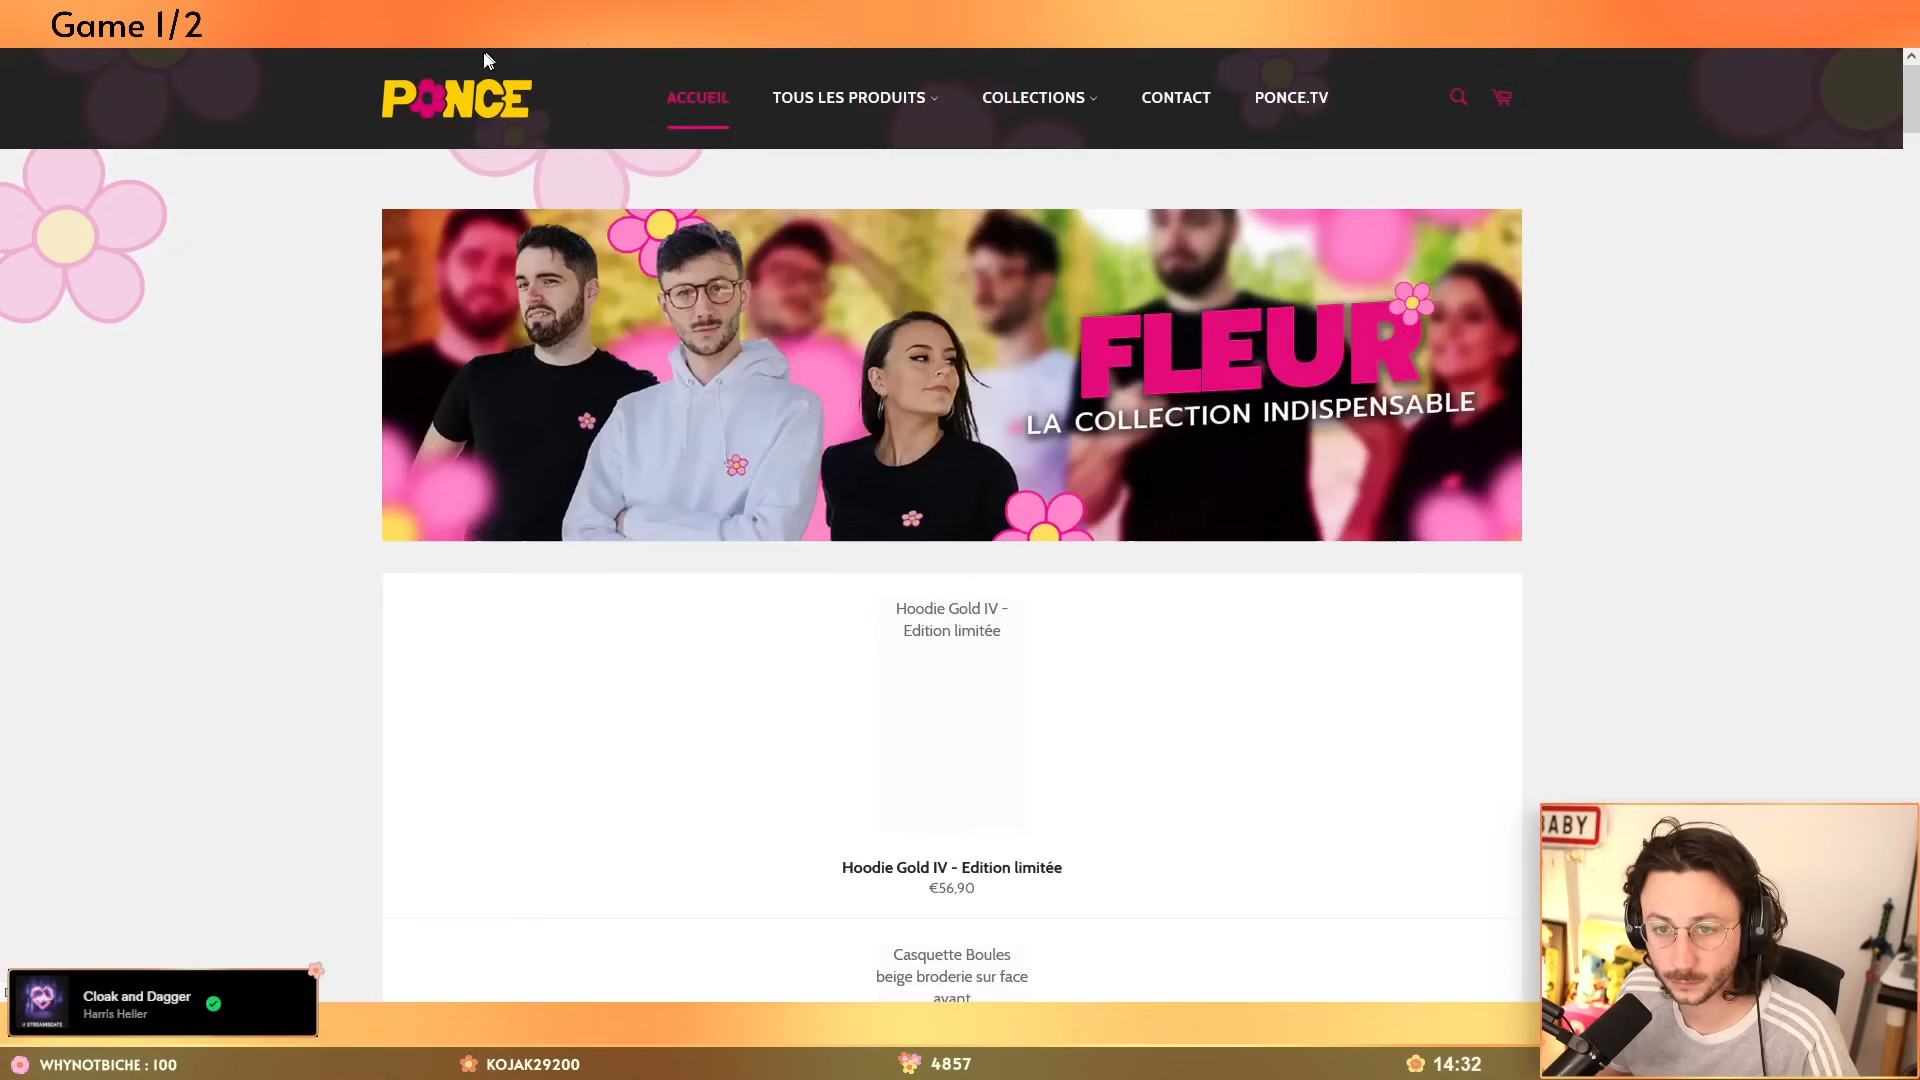 Game 1/2
PONCE
ACCUEIL
TOUS LES PRODUITS
COLLECTIONS
CONTACT
PONCE.TV
FLEUR
LA COLLECTION INDISPENSABLE
Hoodie Gold IV -
Edition limitée
Hoodie Gold IV - Edition limitée
€56,90
Casquette Boules
beige broderie sur face
avant
BABY
Cloak and Dagger
Harris Heller
STREAMBEATS
WHYNOTBICHE : 100
KOJAK29200
4857
14:32